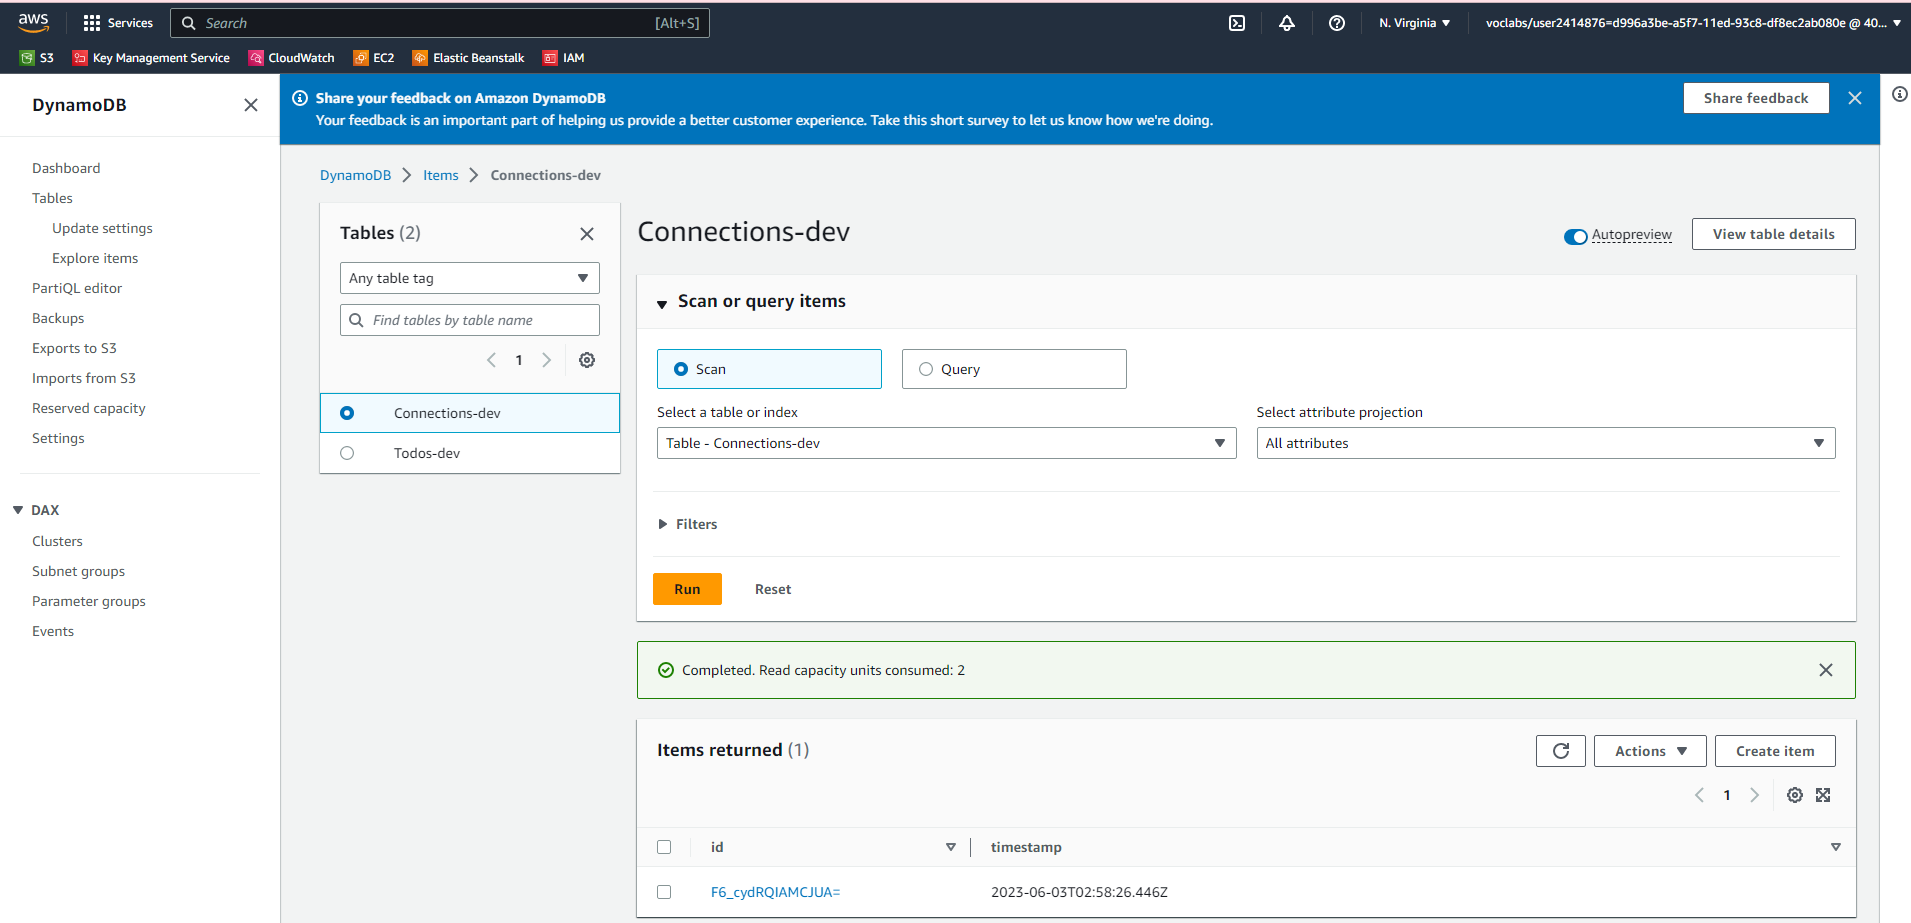 aws
Services
Search [Alt+S]
N. Virginia
voclabs/user2414876=d996a3be-a5f7-11ed-93c8-df8ec2ab080e @ 40...
S3
Key Management Service
CloudWatch
EC2
Elastic Beanstalk
IAM
DynamoDB
Dashboard
Tables
Update settings
Explore items
PartiQL editor
Backups
Exports to S3
Imports from S3
Reserved capacity
Settings
DAX
Clusters
Subnet groups
Parameter groups
Events
Share your feedback on Amazon DynamoDB
Your feedback is an important part of helping us provide a better customer experience. Take this short survey to let us know how we're doing.
Share feedback
DynamoDB
Items
Connections-dev
Tables (2)
Any table tag
Find tables by table name
1
Connections-dev
Todos-dev
Connections-dev
Autopreview
View table details
Scan or query items
Scan
Query
Select a table or index
Table - Connections-dev
Select attribute projection
All attributes
Filters
Run
Reset
Completed. Read capacity units consumed: 2
Items returned (1)
Actions
Create item
1
id
timestamp
F6_cydRQIAMCJUA=
2023-06-03T02:58:26.446Z